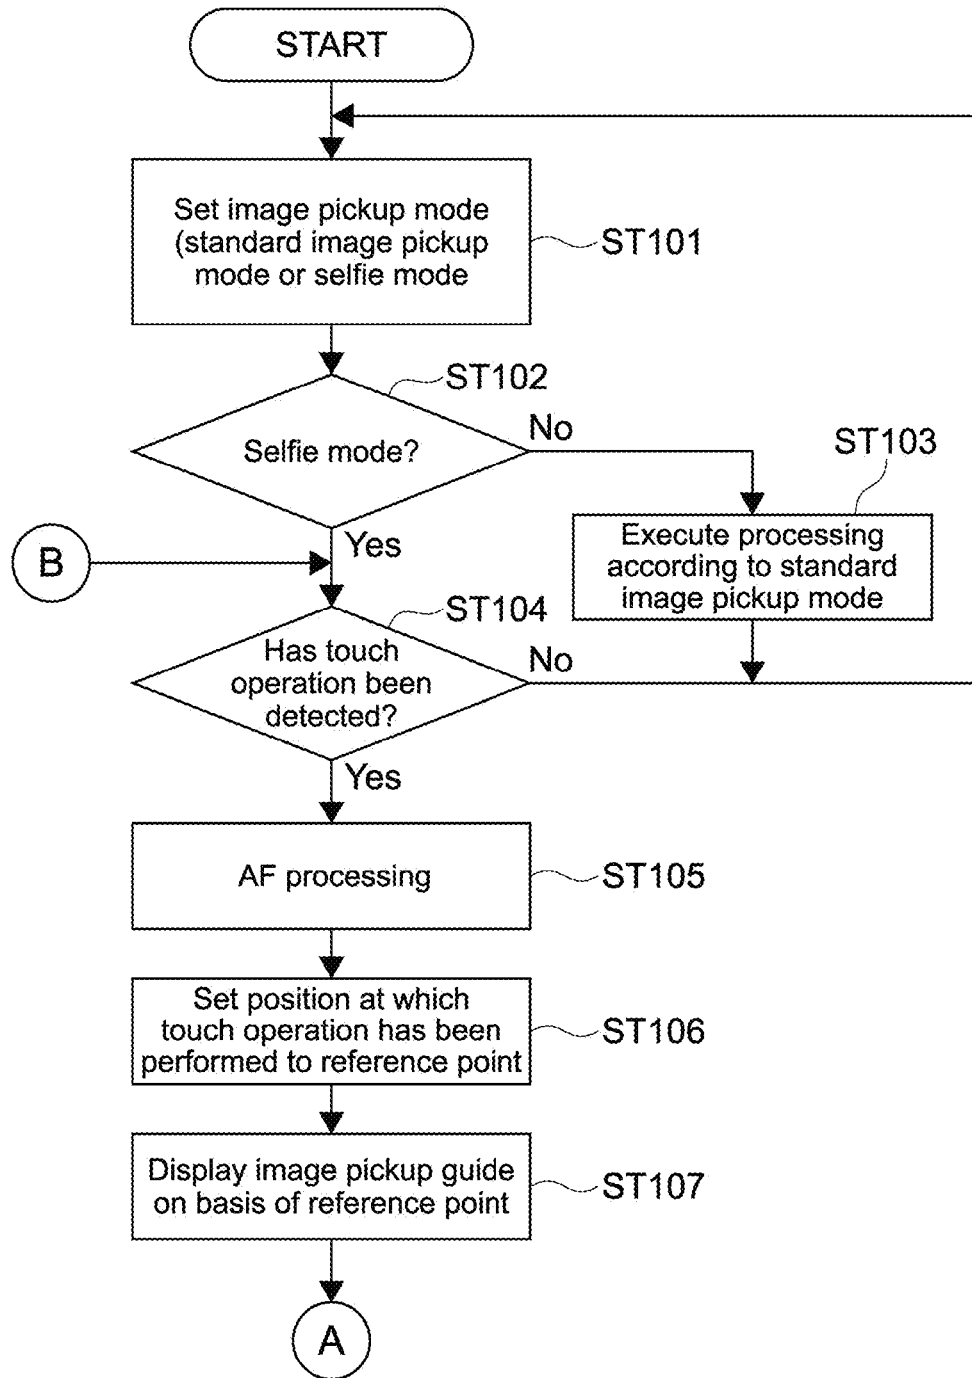 START
Set image pickup mode
(standard image pickup
mode or selfie mode
ST101
ST102
Selfie mode?
No
ST103
Execute processing
according to standard
image pickup mode
Yes
B
ST104
Has touch
operation been
detected?
No
Yes
AF processing
ST105
Set position at which
touch operation has been
performed to reference point
ST106
Display image pickup guide
on basis of reference point
ST107
A